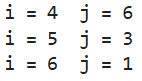 i = 4  j = 6
i = 5  j = 3
i = 6  j = 1